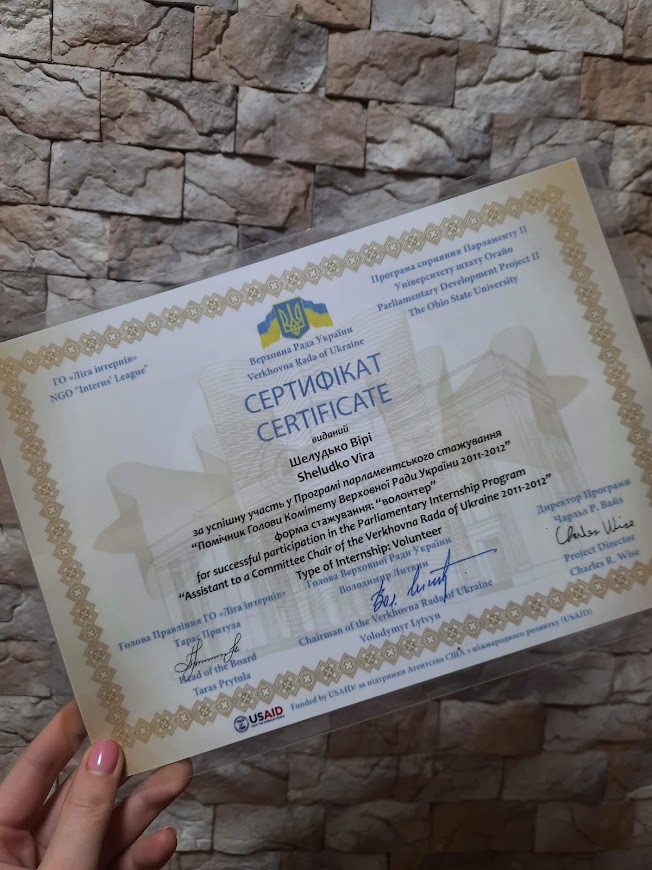 ГО «Ліга інтернів»
NGO "Interns' League"
Верховна Рада України
Verkhovna Rada of Ukraine
Програма сприяння Парламенту II
Університету штату Огайо
Parliamentary Development Project II
The Ohio State University
СЕРТИФІКАТ
CERTIFICATE
виданий
Шелудько Вірі
Sheludko Vira
за успішну участь у Програмі парламентського стажування
"Помічник Голови Комітету Верховної Ради України 2011-2012"
форма стажування: "волонтер"
for successful participation in the Parliamentary Internship Program
"Assistant to a Committee Chair of the Verkhovna Rada of Ukraine 2011-2012"
Type of Internship: Volunteer
Голова Правління ГО «Ліга інтернів»
Тарас Притула
Head of the Board
Taras Prytula
Голова Верховної Ради України
Володимир Литвин
Chairman of the Verkhovna Rada of Ukraine
Volodymyr Lytvyn
Директор Програми
Чарльз Р. Вайз
Charles Wise
Project Director
Charles R. Wise
USAID
Funded by USAID/ за підтримки Агентства США з міжнародного розвитку (USAID)